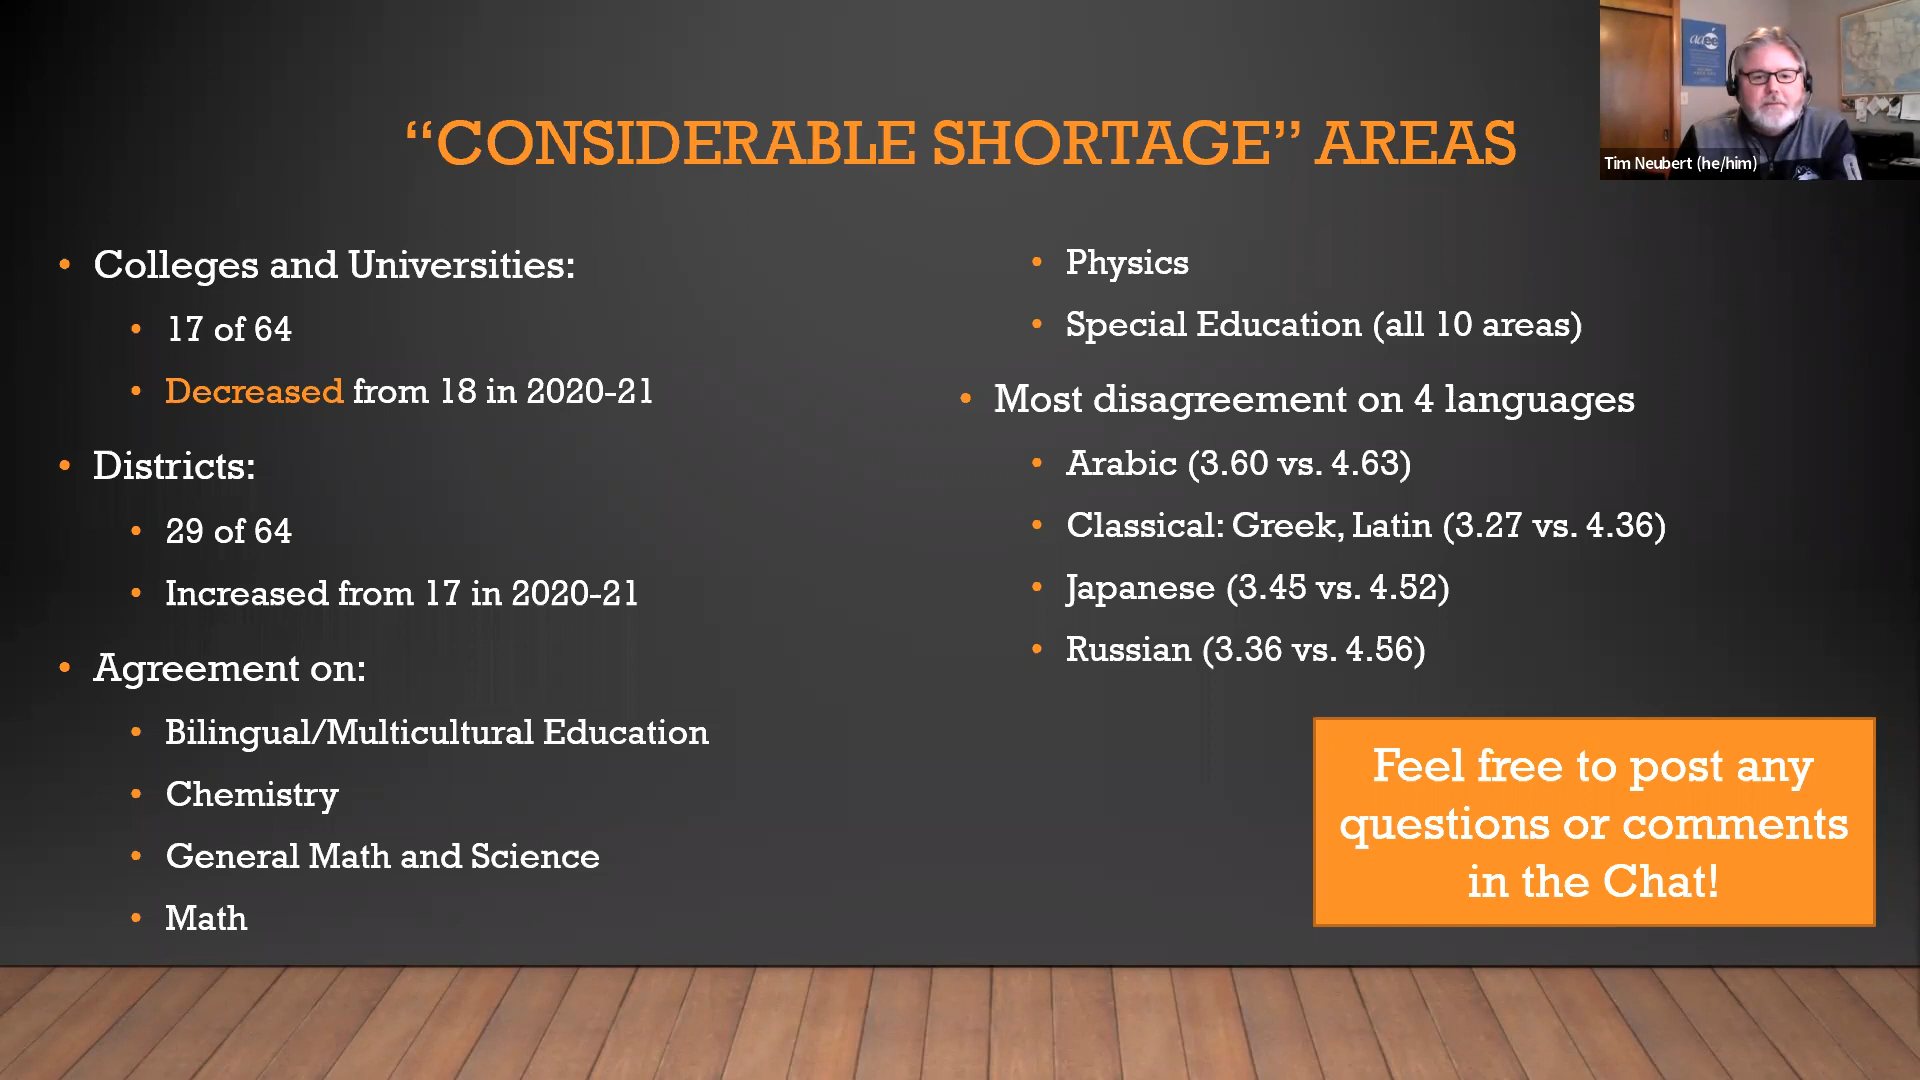 “CONSIDERABLE SHORTAGE” AREAS
Colleges and Universities:
17 of 64
Decreased from 18 in 2020-21
Districts:
29 of 64
Increased from 17 in 2020-21
Agreement on:
Bilingual/Multicultural Education
Chemistry
General Math and Science
Math
Physics
Special Education (all 10 areas)
Most disagreement on 4 languages
Arabic (3.60 vs. 4.63)
Classical: Greek, Latin (3.27 vs. 4.36)
Japanese (3.45 vs. 4.52)
Russian (3.36 vs. 4.56)
Feel free to post any
questions or comments
in the Chat!
aaee
Tim Neubert (he/him)